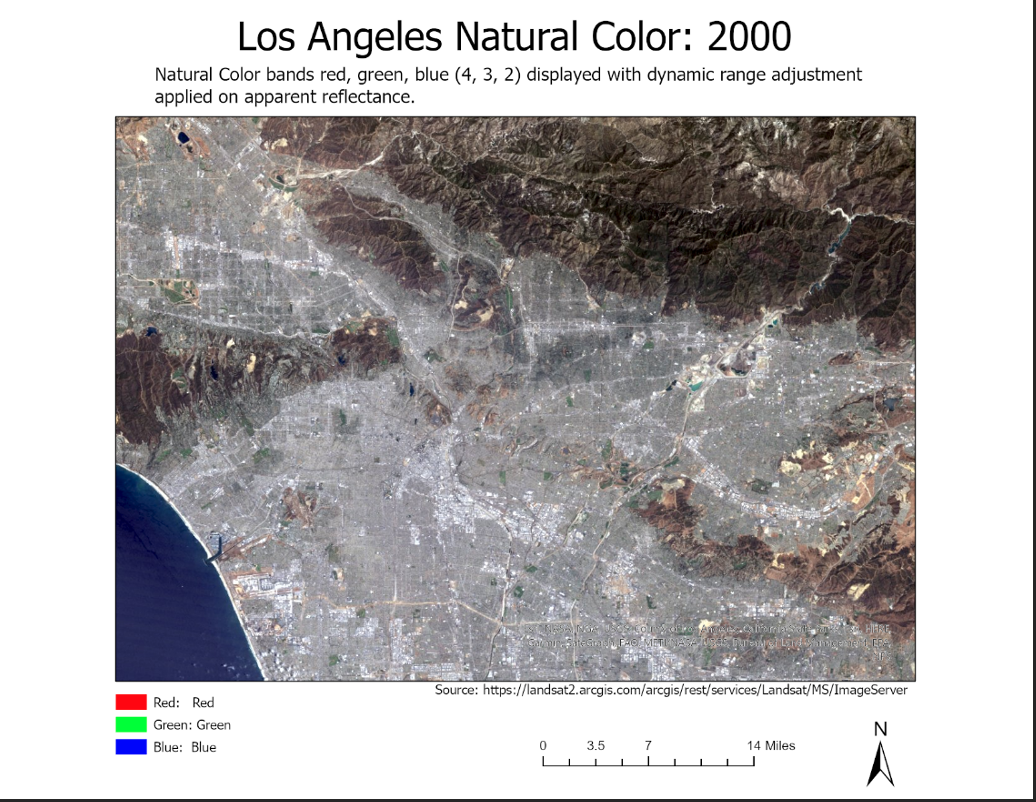 Los Angeles Natural Color: 2000
Natural Color bands red, green, blue (4, 3, 2) displayed with dynamic range adjustment
applied on apparent reflectance.
Source: https://landsat2.arcgis.com/arcgis/rest/services/Landsat/MS/ImageServer
Red: Red
Green: Green
Blue: Blue
0 3.5 7 14 Miles
N